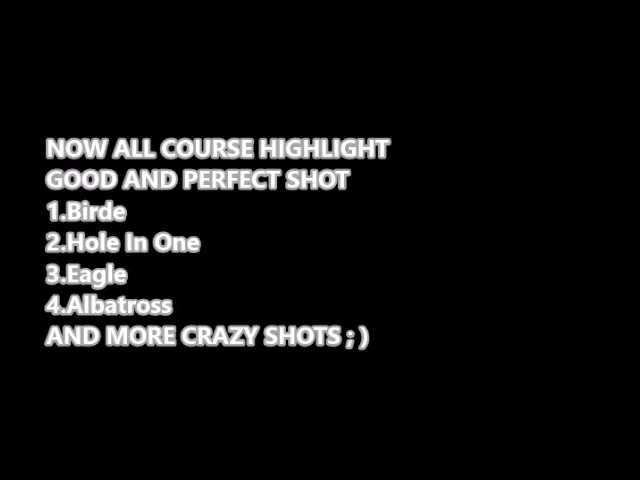 NOW ALL COURSE HIGHLIGHT
GOOD AND PERFECT SHOT
1.Birde
2.Hole In One
3.Eagle
4.Albatross
AND MORE CRAZY SHOTS ; )